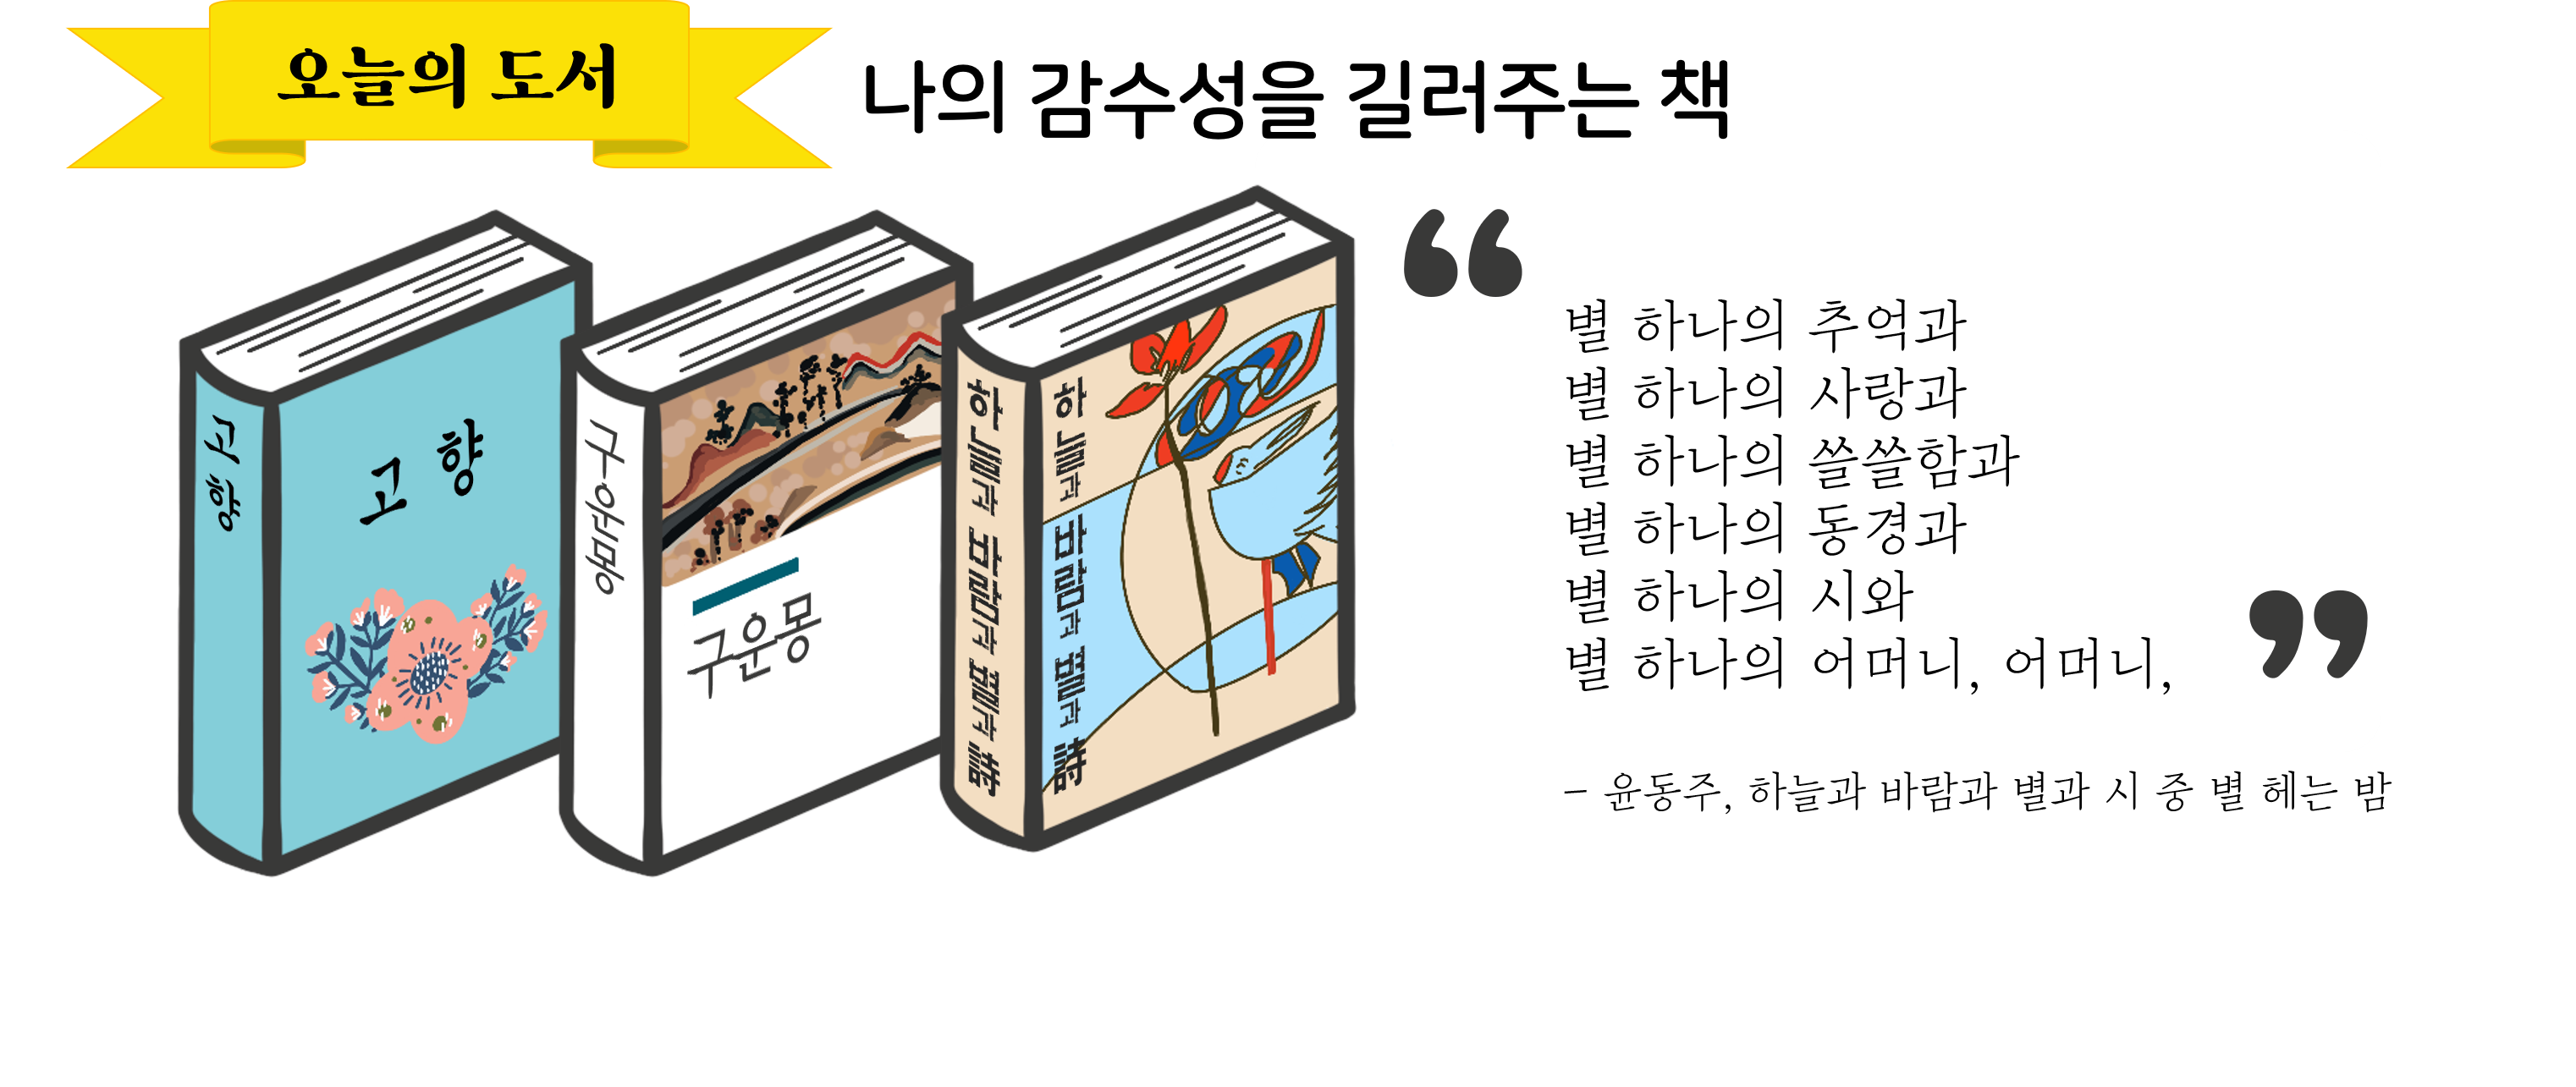 오늘의 도서
나의 감수성을 길러주는 책
고향
고 향
구운몽
구운몽
하늘과 바람과 별과 詩
하늘과 바람과 별과 詩
“
별 하나의 추억과
별 하나의 사랑과
별 하나의 쓸쓸함과
별 하나의 동경과
별 하나의 시와
별 하나의 어머니, 어머니,
”
- 윤동주, 하늘과 바람과 별과 시 중 별 헤는 밤